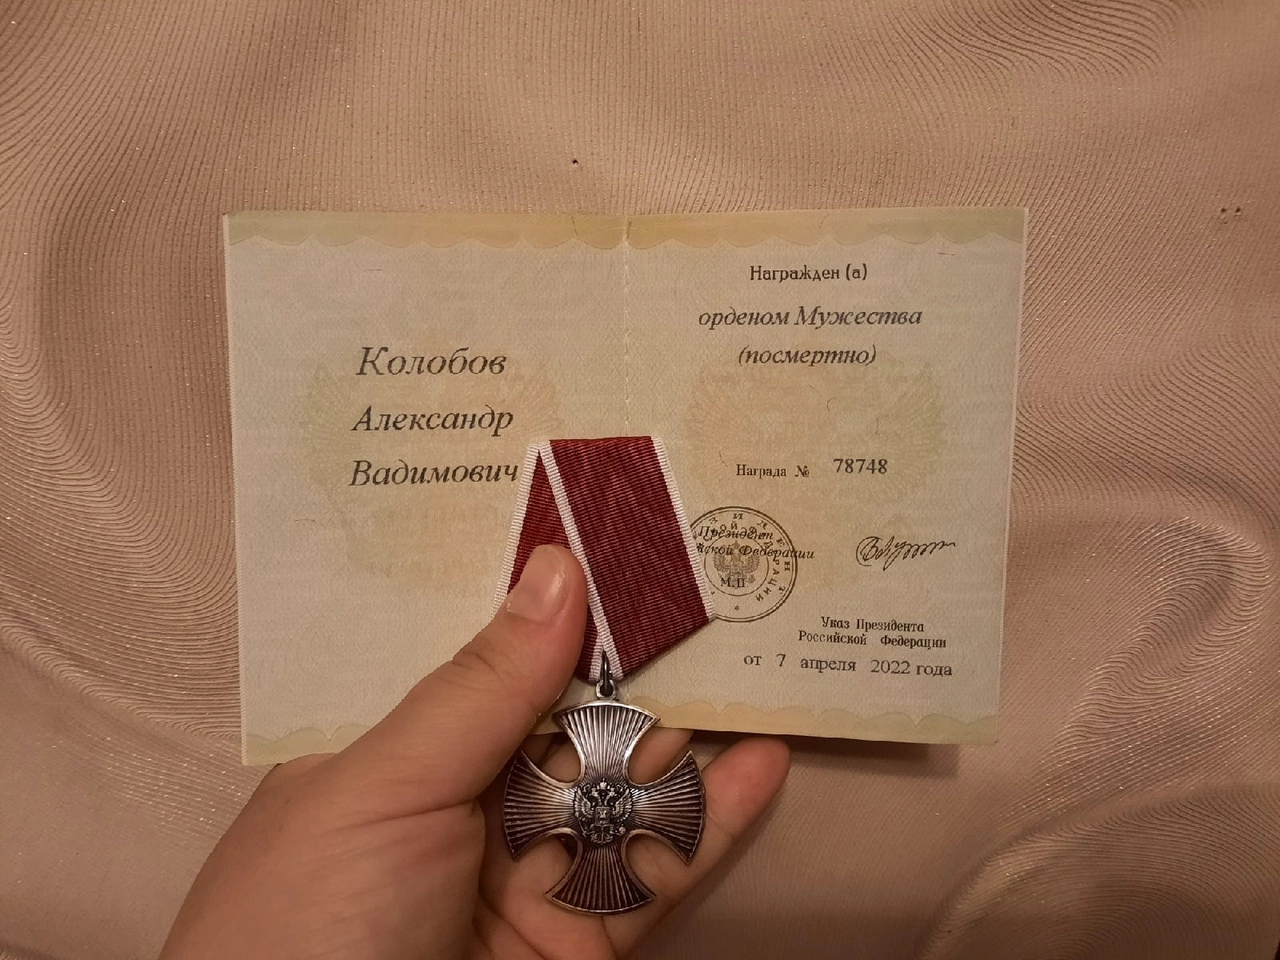 Колобов
Александр
Вадимович
Награжден (а)
орденом Мужества
(посмертно)
Награда № 78748
Президент
ской Федерации
М.П
Указ Президента
Российской Федерации
от 7 апреля 2022 года